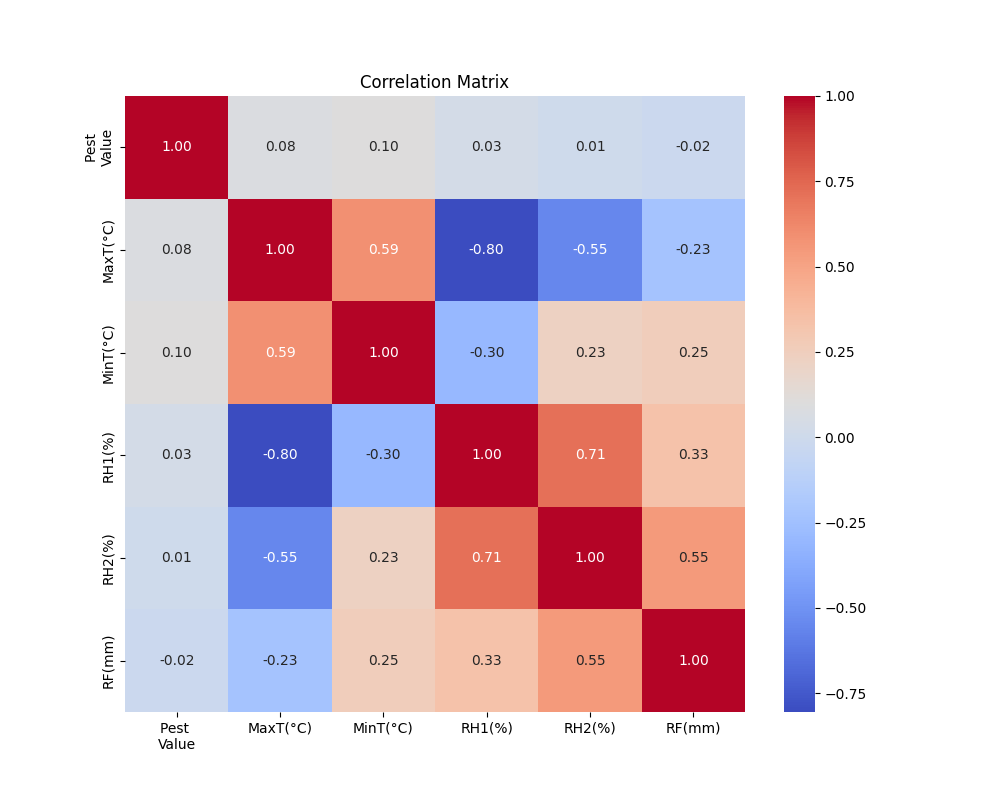 Correlation Matrix
Pest
Value
1.00 0.08 0.10 0.03 0.01 -0.02
MaxT(°C)
0.08 1.00 0.59 -0.80 -0.55 -0.23
MinT(°C)
0.10 0.59 1.00 -0.30 0.23 0.25
RH1(%)
0.03 -0.80 -0.30 1.00 0.71 0.33
RH2(%)
0.01 -0.55 0.23 0.71 1.00 0.55
RF(mm)
-0.02 -0.23 0.25 0.33 0.55 1.00
Pest
Value
MaxT(°C)
MinT(°C)
RH1(%)
RH2(%)
RF(mm)
1.00
0.75
0.50
0.25
0.00
−0.25
−0.50
−0.75